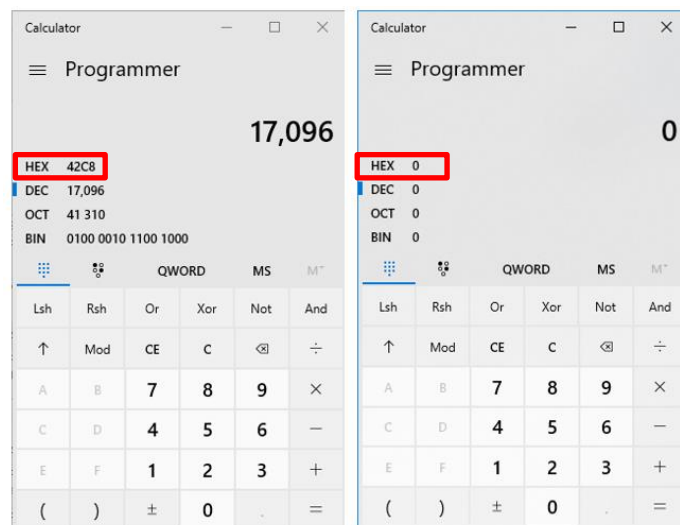 Calculator
Programmer
17,096
HEX 42C8
DEC 17,096
OCT 41 310
BIN 0100 0010 1100 1000
QWORD MS M˅
Lsh Rsh Or Xor Not And
↑ Mod CE C ⌫ ÷
A B 7 8 9 ×
C D 4 5 6 −
E F 1 2 3 +
( ) ± 0 . =
Calculator
Programmer
0
HEX 0
DEC 0
OCT 0
BIN 0
QWORD MS M˅
Lsh Rsh Or Xor Not And
↑ Mod CE C ⌫ ÷
A B 7 8 9 ×
C D 4 5 6 −
E F 1 2 3 +
( ) ± 0 . =